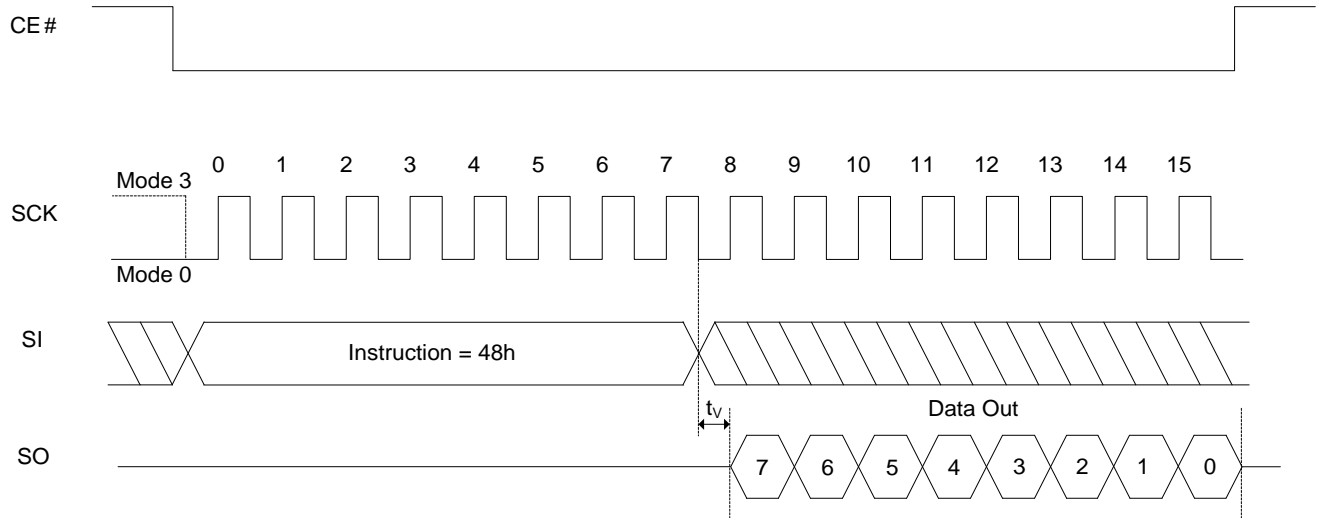 CE#
0 1 2 3 4 5 6 7 8 9 10 11 12 13 14 15
Mode 3
SCK
Mode 0
SI
Instruction = 48h
tV
Data Out
SO
7 6 5 4 3 2 1 0